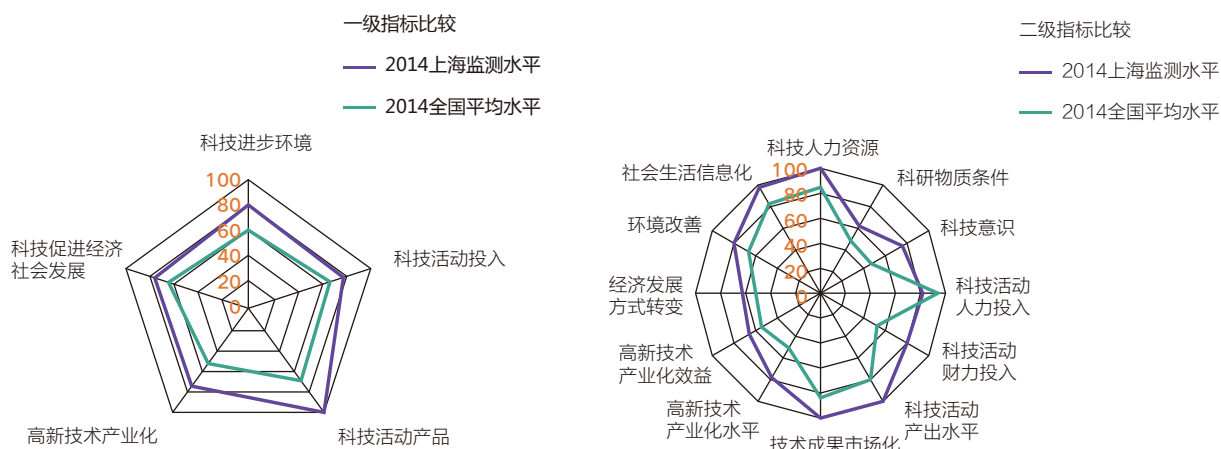 一级指标比较
2014上海监测水平
2014全国平均水平
科技进步环境
100
80
60
40
20
0
科技活动投入
科技活动产品
高新技术产业化
科技促进经济
社会发展
二级指标比较
2014上海监测水平
2014全国平均水平
科技人力资源
100
80
60
40
20
0
科研物质条件
科技意识
科技活动
人力投入
科技活动
财力投入
科技活动
产出水平
技术成果市场化
高新技术
产业化水平
高新技术
产业化效益
经济发展
方式转变
环境改善
社会生活信息化